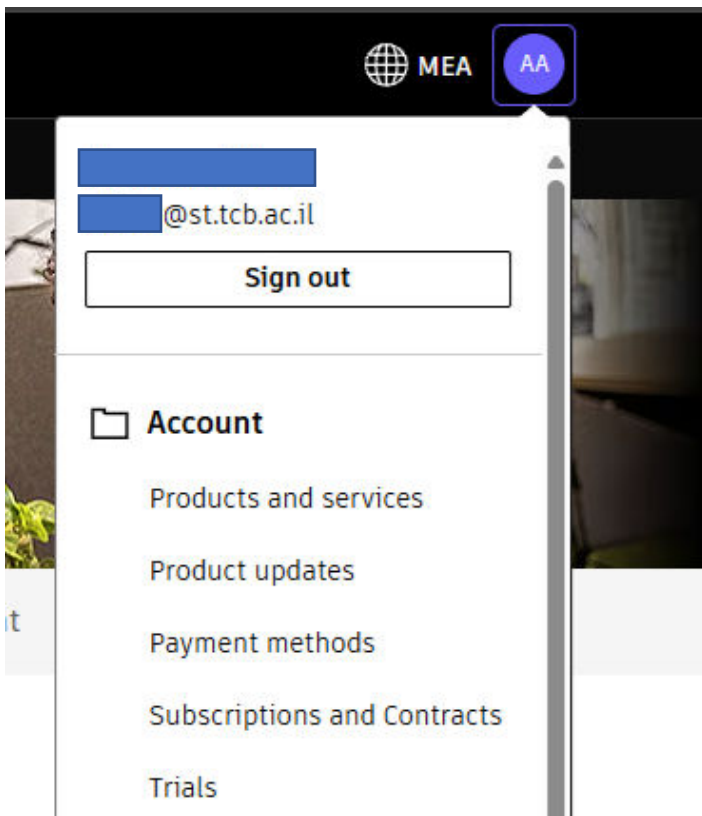 MEA
AA
@st.tcb.ac.il
Sign out
Account
Products and services
Product updates
Payment methods
Subscriptions and Contracts
Trials